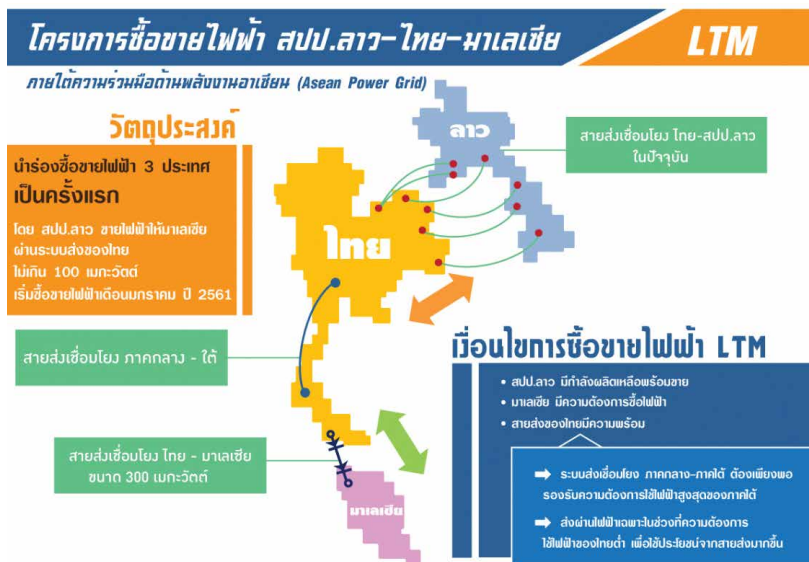 โครงการซื้อขายไฟฟ้า สปป.ลาว-ไทย-มาเลเซีย
LTM
ภายใต้ความร่วมมือด้านพลังงานอาเซียน (Asean Power Grid)
วัตถุประสงค์
นำร่องซื้อขายไฟฟ้า 3 ประเทศ
เป็นครั้งแรก
โดย สปป.ลาว ขายไฟฟ้าให้มาเลเซีย
ผ่านระบบส่งของไทย
ไม่เกิน 100 เมกะวัตต์
เริ่มซื้อขายไฟฟ้าเดือนมกราคม ปี 2561
ลาว
สายส่งเชื่อมโยง ไทย-สปป.ลาว
ในปัจจุบัน
ไทย
สายส่งเชื่อมโยง ภาคกลาง - ใต้
สายส่งเชื่อมโยง ไทย - มาเลเซีย
ขนาด 300 เมกะวัตต์
มาเลเซีย
เงื่อนไขการซื้อขายไฟฟ้า LTM
• สปป.ลาว มีกำลังผลิตเหลือพร้อมขาย
• มาเลเซีย มีความต้องการซื้อไฟฟ้า
• สายส่งของไทยมีความพร้อม
ระบบส่งเชื่อมโยง ภาคกลาง-ภาคใต้ ต้องเพียงพอ
รองรับความต้องการใช้ไฟฟ้าสูงสุดของภาคใต้
ส่งผ่านไฟฟ้าเฉพาะในช่วงที่ความต้องการ
ใช้ไฟฟ้าของไทยต่ำ เพื่อใช้ประโยชน์จากสายส่งมากขึ้น